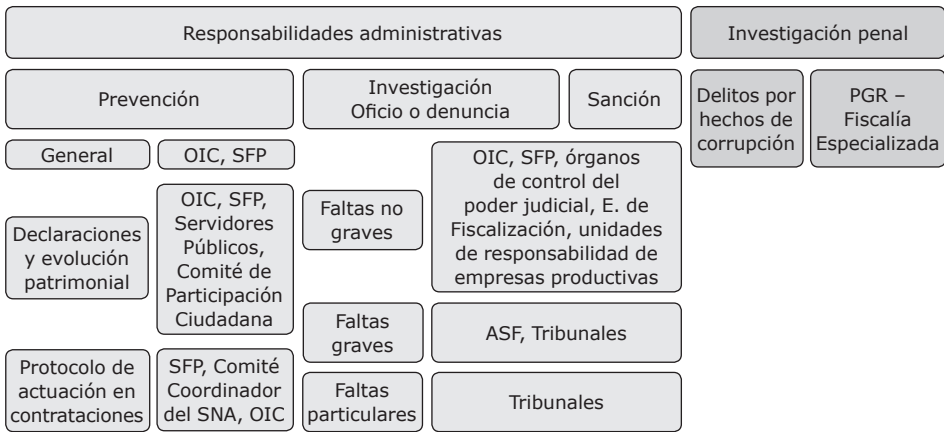 Responsabilidades administrativas
Investigación penal
Prevención
Investigación
Oficio o denuncia
Sanción
Delitos por
hechos de
corrupción
PGR –
Fiscalía
Especializada
General
OIC, SFP
Declaraciones
y evolución
patrimonial
OIC, SFP,
Servidores
Públicos,
Comité de
Participación
Ciudadana
Protocolo de
actuación en
contrataciones
SFP, Comité
Coordinador
del SNA, OIC
Faltas no
graves
OIC, SFP, órganos
de control del
poder judicial, E. de
Fiscalización, unidades
de responsabilidad de
empresas productivas
Faltas
graves
ASF, Tribunales
Faltas
particulares
Tribunales